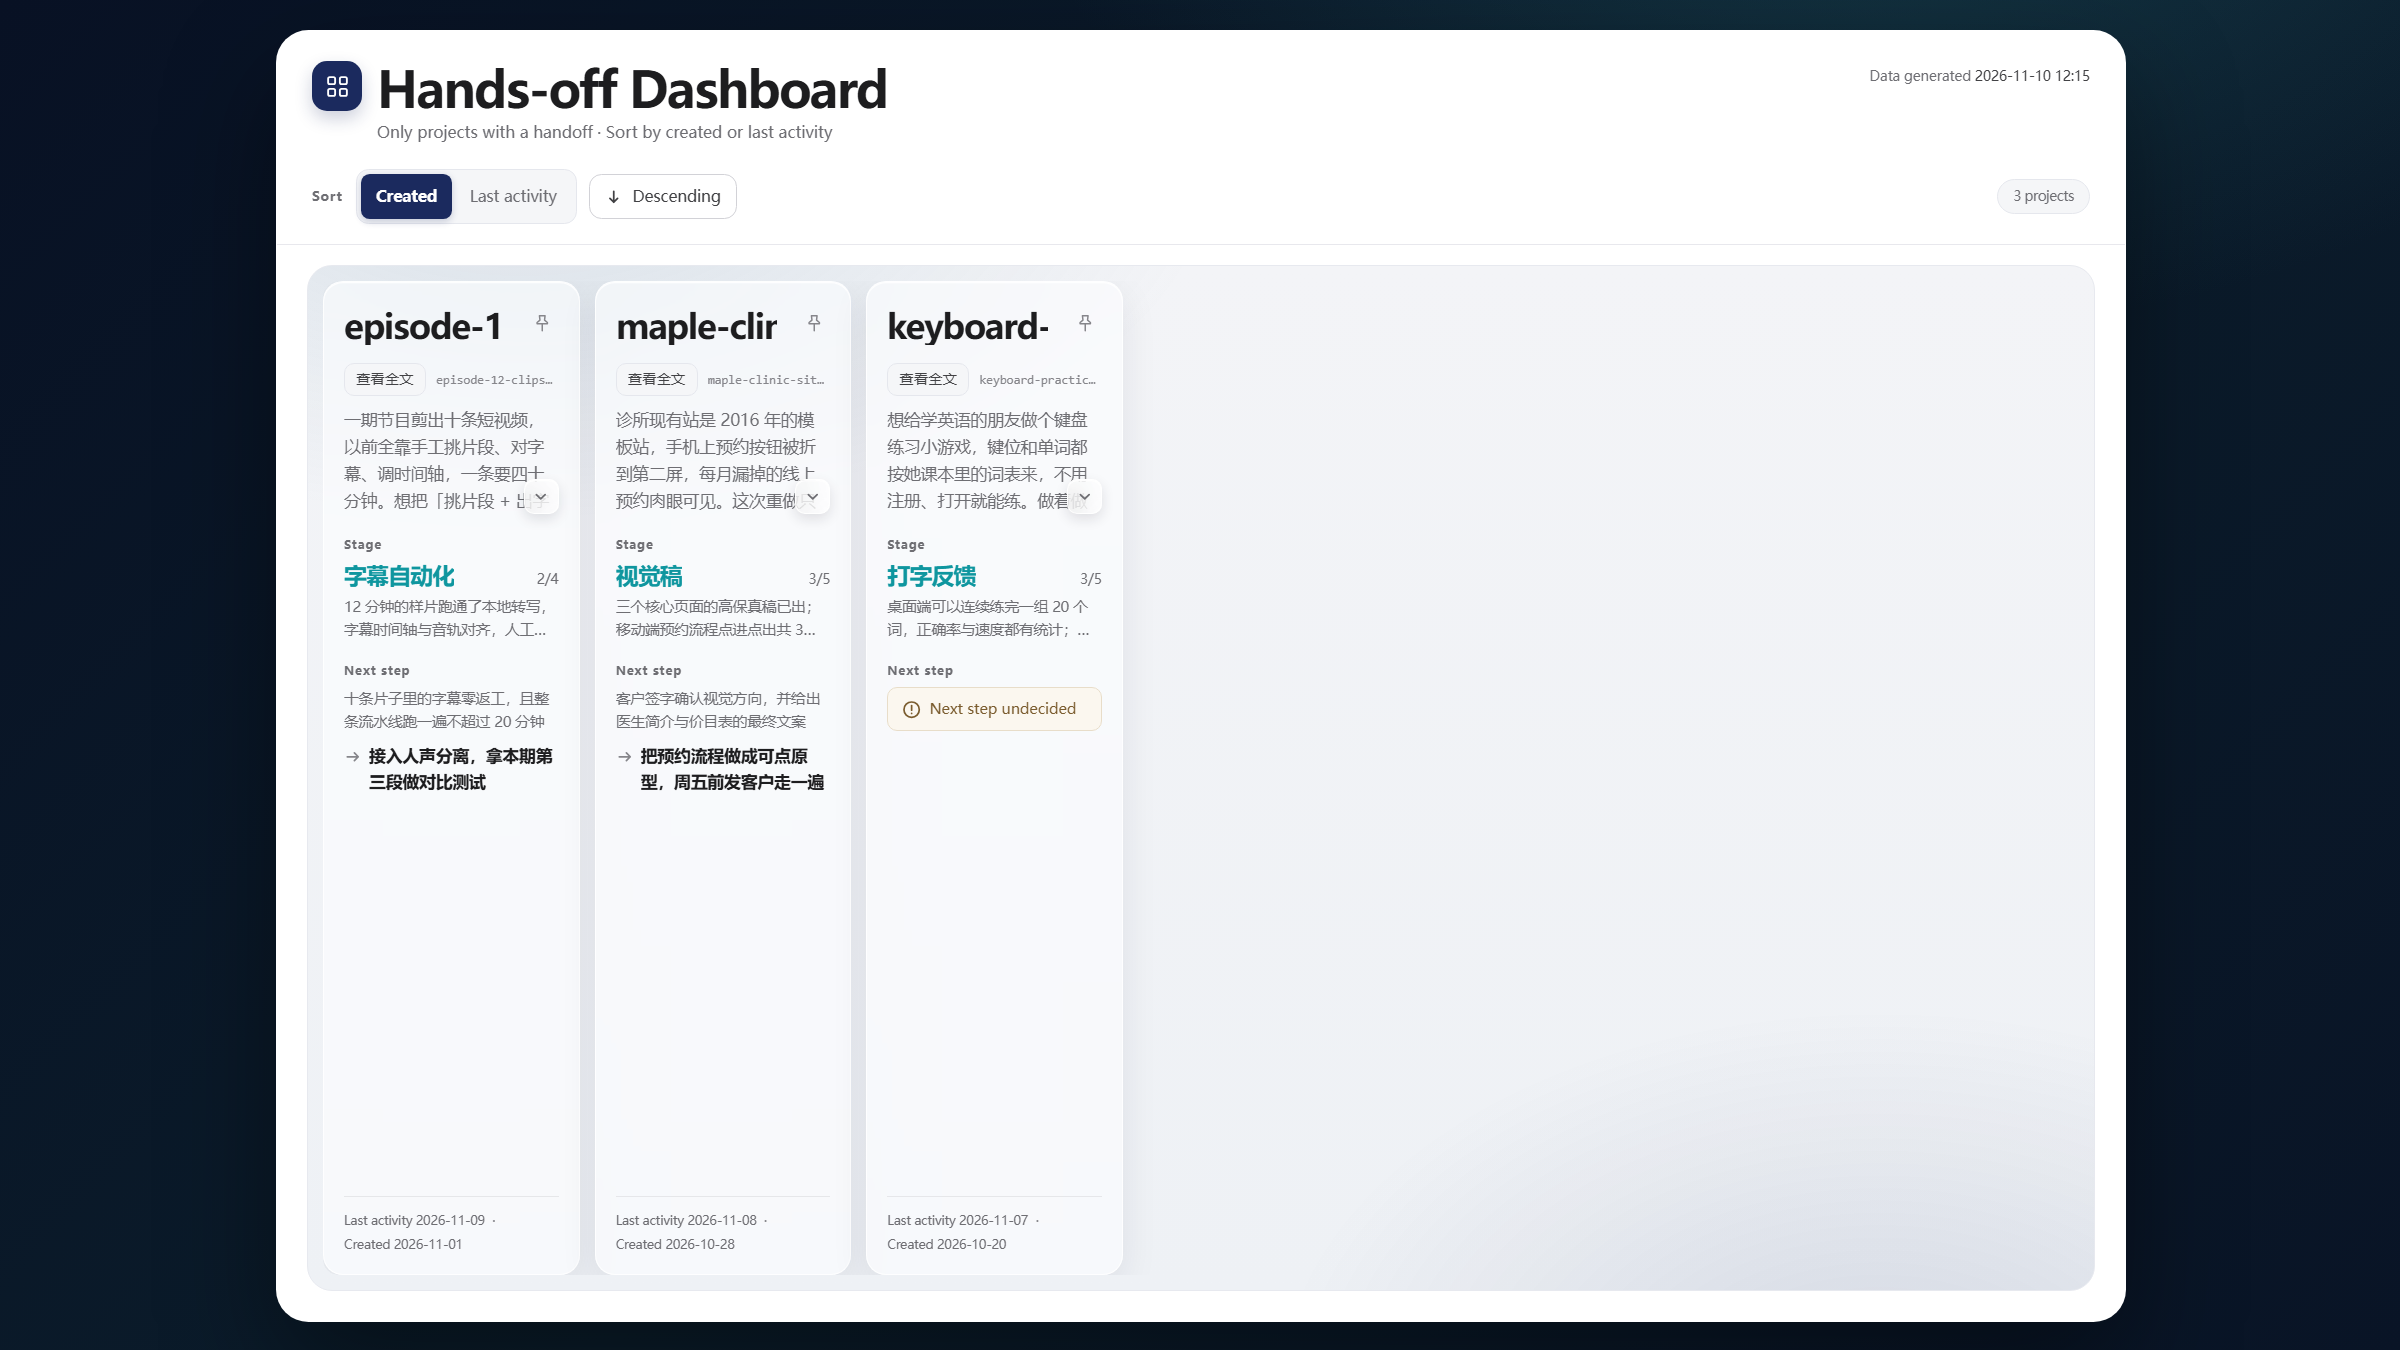 Hands-off Dashboard
Data generated 2026-11-10 12:15
Only projects with a handoff · Sort by created or last activity
Sort
Created
Last activity
↓ Descending
3 projects
episode-1
查看全文
episode-12-clips…
一期节目剪出十条短视频，
以前全靠手工挑片段、对字
幕、调时间轴，一条要四十
分钟。想把「挑片段 + 出字
Stage
字幕自动化
2/4
12 分钟的样片跑通了本地转写，
字幕时间轴与音轨对齐，人工…
Next step
十条片子里的字幕零返工，且整
条流水线跑一遍不超过 20 分钟
→ 接入人声分离，拿本期第
三段做对比测试
Last activity 2026-11-09 ·
Created 2026-11-01
maple-clin
查看全文
maple-clinic-sit…
诊所现有站是 2016 年的模
板站，手机上预约按钮被折
到第二屏，每月漏掉的线上
预约肉眼可见。这次重做只
Stage
视觉稿
3/5
三个核心页面的高保真稿已出；
移动端预约流程点进点出共 3…
Next step
客户签字确认视觉方向，并给出
医生简介与价目表的最终文案
→ 把预约流程做成可点原
型，周五前发客户走一遍
Last activity 2026-11-08 ·
Created 2026-10-28
keyboard-
查看全文
keyboard-practic…
想给学英语的朋友做个键盘
练习小游戏，键位和单词都
按她课本里的词表来，不用
注册、打开就能练。做着做
Stage
打字反馈
3/5
桌面端可以连续练完一组 20 个
词，正确率与速度都有统计；…
Next step
Next step undecided
Last activity 2026-11-07 ·
Created 2026-10-20